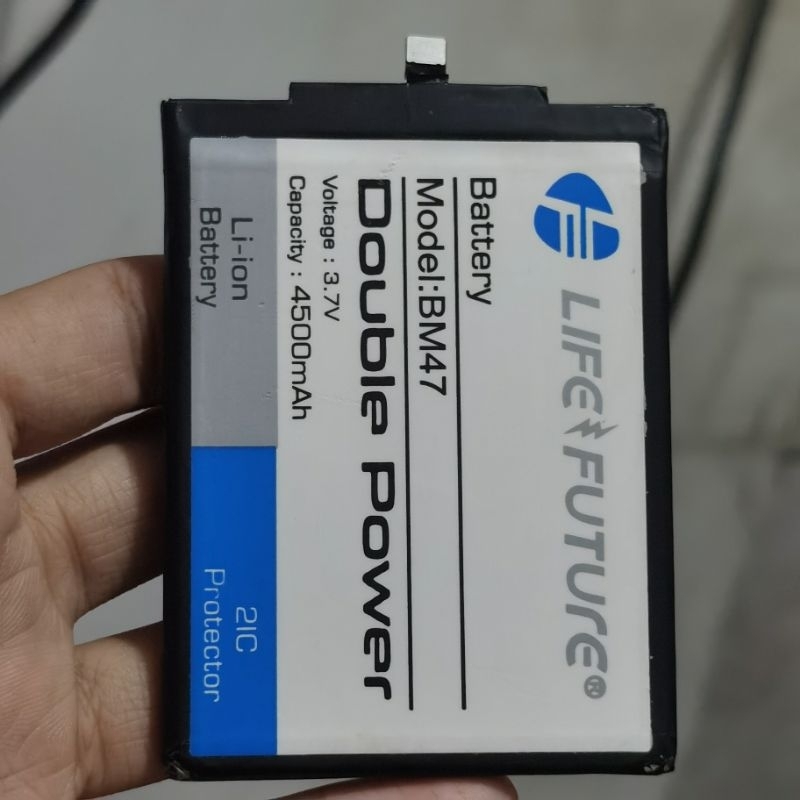 LIFE FUTURE®
Battery
Model:BM47
Double Power
Voltage : 3.7V
Capacity : 4500mAh
Li-ion
Battery
2IC
Protector